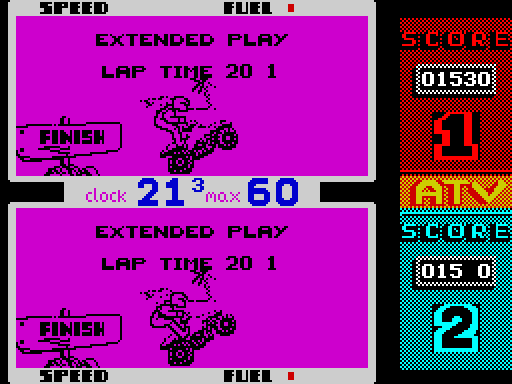 SPEED FUEL
EXTENDED PLAY
LAP TIME 20 1
FINISH
clock 21 3 max 60
EXTENDED PLAY
LAP TIME 20 1
FINISH
SPEED FUEL
SCORE
01530
1
ATV
SCORE
015 0
2